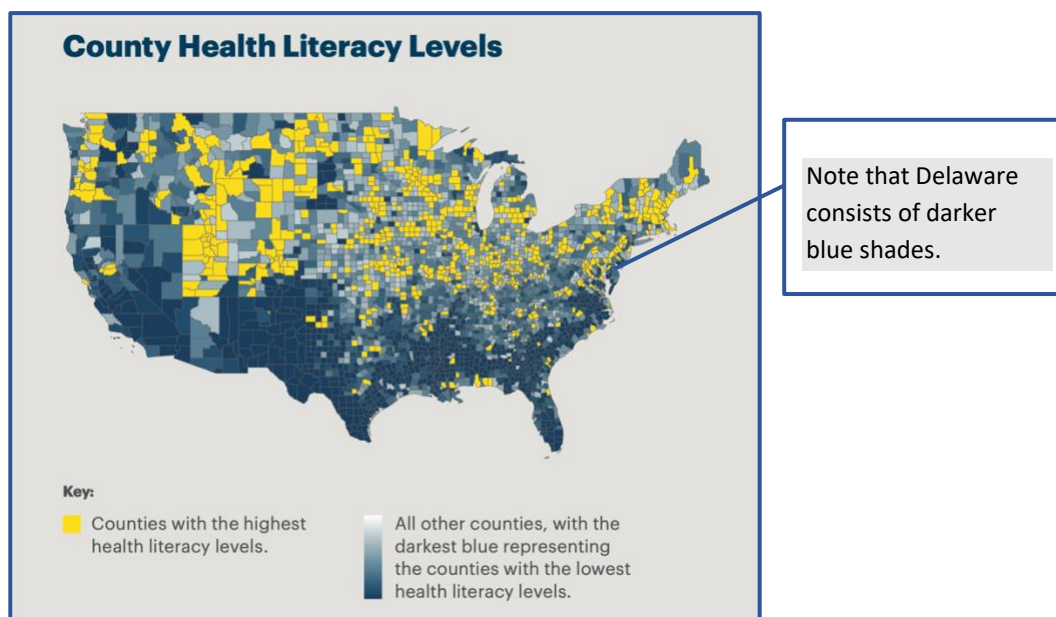 County Health Literacy Levels
Note that Delaware
consists of darker
blue shades.
Key:
Counties with the highest
health literacy levels.
All other counties, with the
darkest blue representing
the counties with the lowest
health literacy levels.